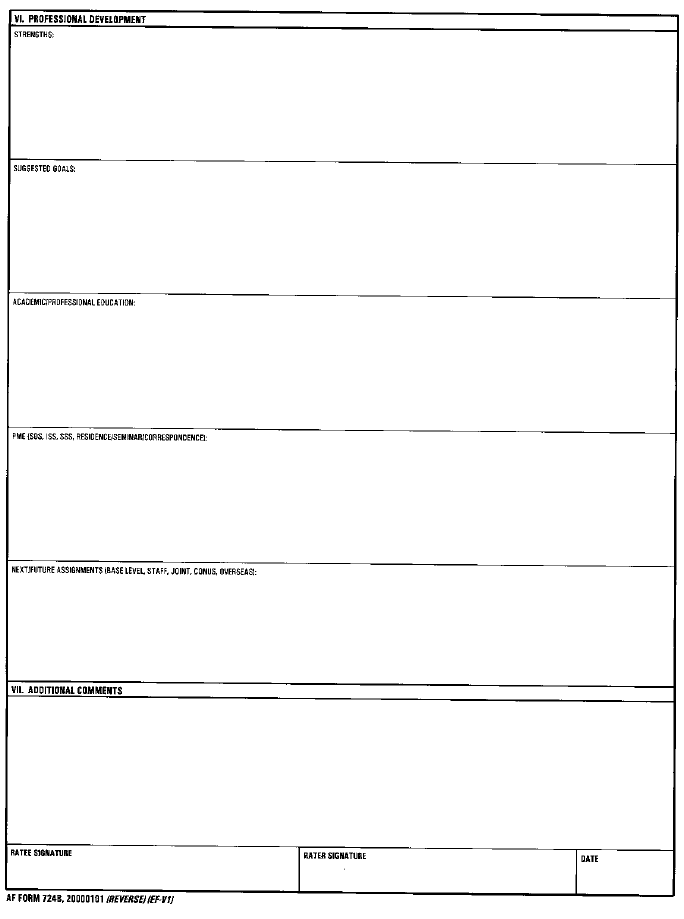 VI. PROFESSIONAL DEVELOPMENT
STRENGTHS:
SUGGESTED GOALS:
ACADEMIC/PROFESSIONAL EDUCATION:
PME (SOS, ISS, SSS, RESIDENCE/SEMINAR/CORRESPONDENCE):
NEXT/FUTURE ASSIGNMENTS (BASE LEVEL, STAFF, JOINT, CONUS, OVERSEAS):
VII. ADDITIONAL COMMENTS
RATEE SIGNATURE
RATER SIGNATURE
DATE
AF FORM 724B, 20000101 (REVERSE) (EF-V1)